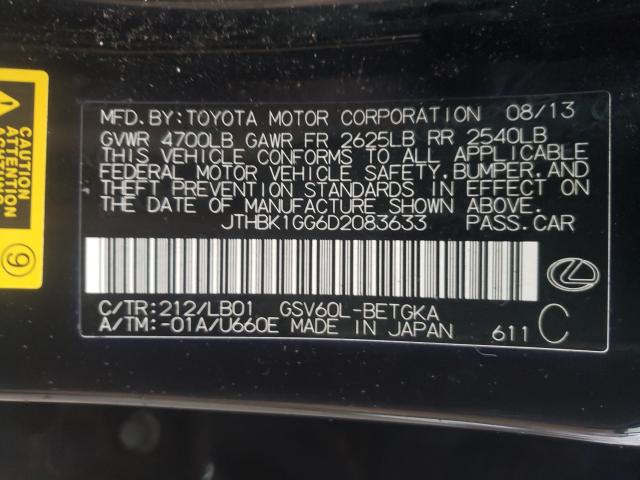 MFD. BY: TOYOTA MOTOR CORPORATION 08/13
GVWR 4700LB GAWR FR 2625LB RR 2540LB
THIS VEHICLE CONFORMS TO ALL APPLICABLE
FEDERAL MOTOR VEHICLE SAFETY, BUMPER, AND
THEFT PREVENTION STANDARDS IN EFFECT ON
THE DATE OF MANUFACTURE SHOWN ABOVE.
JTHBK1GG6D2083633 PASS.CAR
C/TR: 212/LB01 GSV60L-BETGKA
A/TM: -01A/U660E MADE IN JAPAN 611 C
9